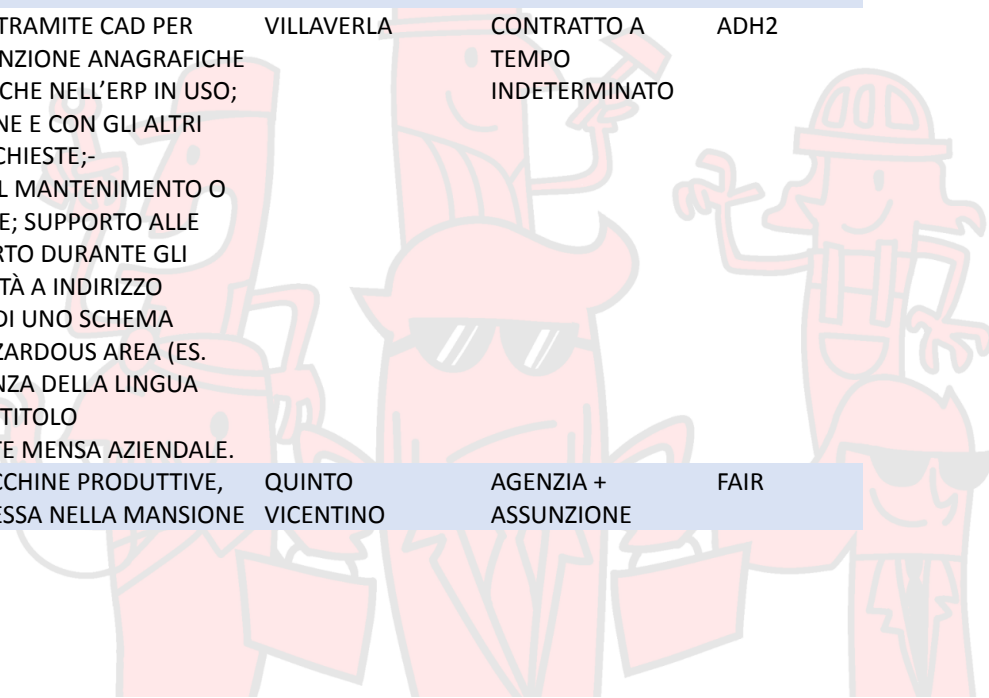 TRAMITE CAD PER VILLAVERLA CONTRATTO A ADH2
NZIONE ANAGRAFICHE TEMPO
CHE NELL'ERP IN USO; INDETERMINATO
NE E CON GLI ALTRI
CHIESTE;-
L MANTENIMENTO O
E; SUPPORTO ALLE
RTO DURANTE GLI
TÀ A INDIRIZZO
DI UNO SCHEMA
ZARDOUS AREA (ES.
NZA DELLA LINGUA
TITOLO
TE MENSA AZIENDALE.
CCHINE PRODUTTIVE, QUINTO AGENZIA + FAIR
ESSA NELLA MANSIONE VICENTINO ASSUNZIONE